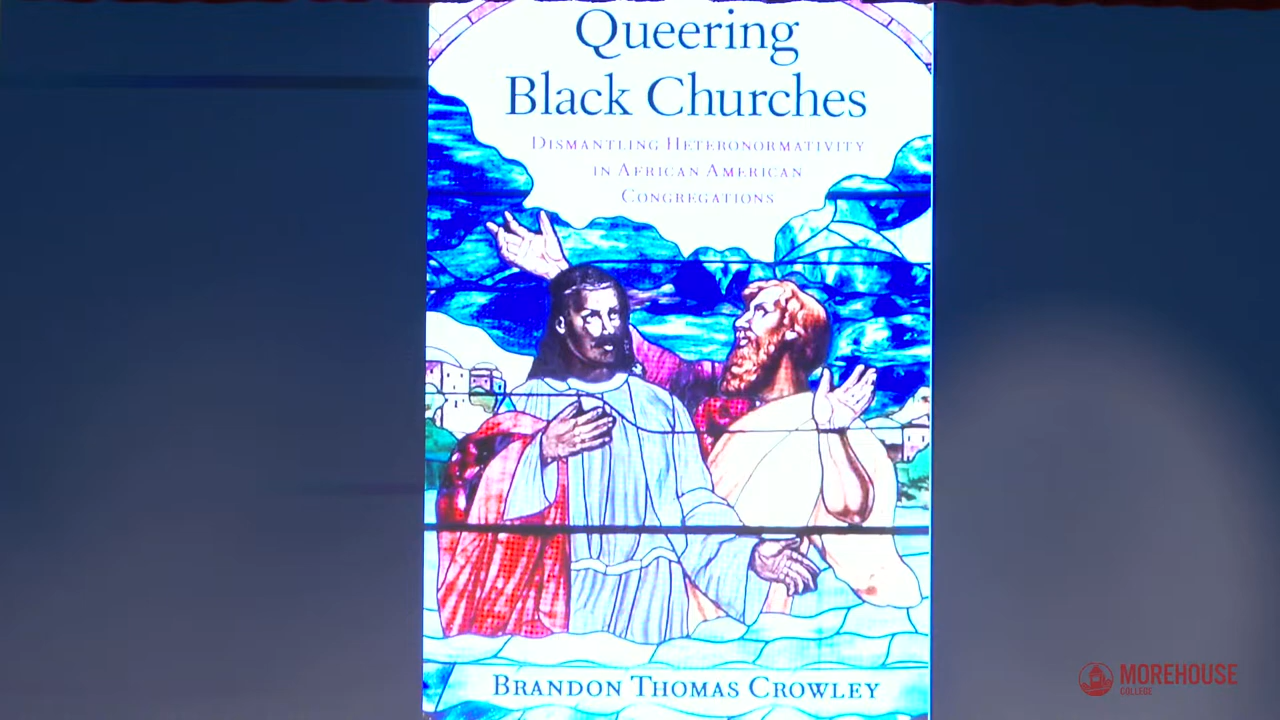 Queering
Black Churches
Dismantling Heteronormativity
in African American
Congregations
Brandon Thomas Crowley
MOREHOUSE
COLLEGE